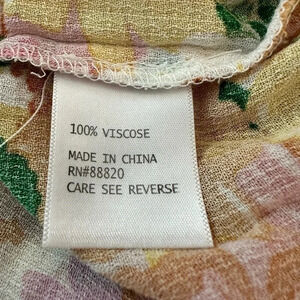 100% VISCOSE
MADE IN CHINA
RN#88820
CARE SEE REVERSE